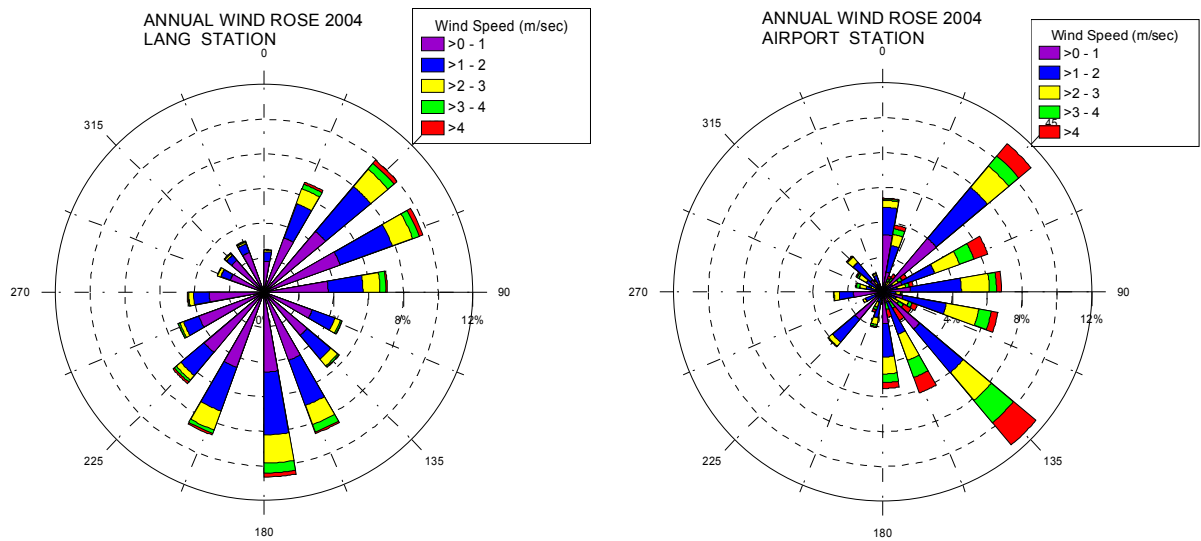 ANNUAL WIND ROSE 2004
LANG STATION
Wind Speed (m/sec)
>0 - 1
>1 - 2
>2 - 3
>3 - 4
>4
0
315
270
90
0%
8%
12%
225
135
180
ANNUAL WIND ROSE 2004
AIRPORT STATION
Wind Speed (m/sec)
>0 - 1
>1 - 2
>2 - 3
>3 - 4
>4
0
45
315
270
90
4%
8%
12%
225
135
180